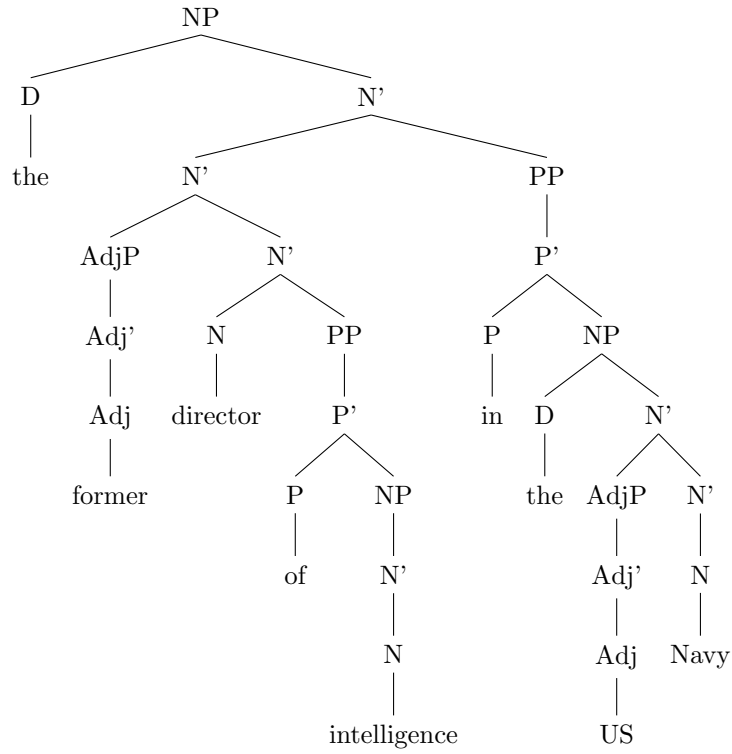 NP
D N'
the N' PP
AdjP N' P'
Adj' N PP P NP
Adj director P' in D N'
former P NP the AdjP N'
of N' Adj' N
N Adj Navy
intelligence US